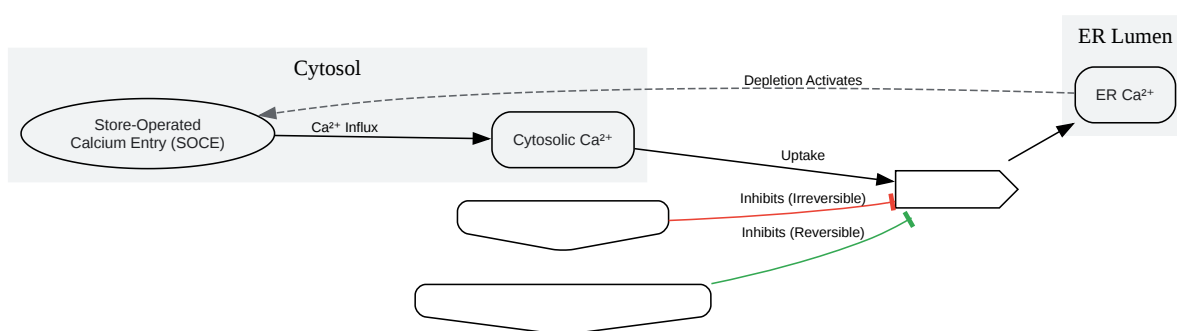 ER Lumen
Cytosol
Depletion Activates
ER Ca²⁺
Store-Operated
Calcium Entry (SOCE)
Ca²⁺ Influx
Cytosolic Ca²⁺
Uptake
Inhibits (Irreversible)
Inhibits (Reversible)